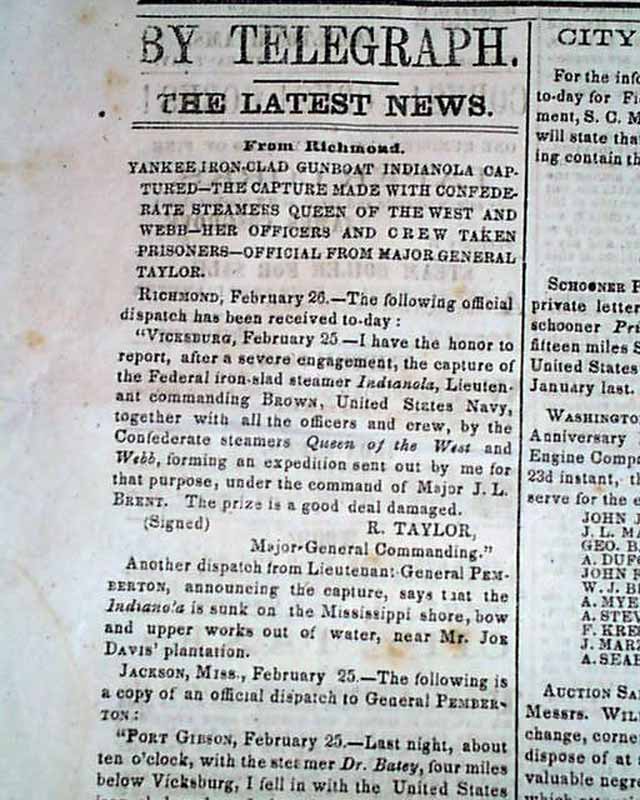 BY TELEGRAPH.
THE LATEST NEWS.
From Richmond.
YANKEE IRON-CLAD GUNBOAT INDIANOLA CAP-
TURED—THE CAPTURE MADE WITH CONFEDE-
RATE STEAMERS QUEEN OF THE WEST AND
WEBB—HER OFFICERS AND CREW TAKEN
PRISONERS—OFFICIAL FROM MAJOR GENERAL
TAYLOR.
RICHMOND, February 26.—The following official
dispatch has been received to-day:
"VICKSBURG, February 25—I have the honor to
report, after a severe engagement, the capture of
the Federal iron-slad steamer Indianola, Lieuten-
ant commanding BROWN, United States Navy,
together with all the officers and crew, by the
Confederate steamers Queen of the West and
Webb, forming an expedition sent out by me for
that purpose, under the command of Major J. L.
BRENT. The prize is a good deal damaged.
(Signed) R. TAYLOR,
Major-General Commanding."
Another dispatch from Lieutenant-General PEM-
BERTON, announcing the capture, says that the
Indianola is sunk on the Mississippi shore, bow
and upper works out of water, near Mr. JOE
DAVIS' plantation.
JACKSON, MISS., February 25.—The following is
a copy of an official dispatch to General PEMBER-
TON:
"PORT GIBSON, February 25.—Last night, about
ten o'clock, with the steamer Dr. Batey, four miles
below Vicksburg, I fell in with the United States
CITY
For the
to-day for
ment, S. C.
will state
ing contain
SCHOONER
private letter
schooner
fifteen miles
United States
January last.
WASHINGTON
Anniversary
Engine
23d instant,
serve for the
JOHN
J. L.
GEO.
A.
JOHN
W. J.
A.
A.
F.
J.
A.
AUCTION
Messrs.
change,
dispose of at
valuable